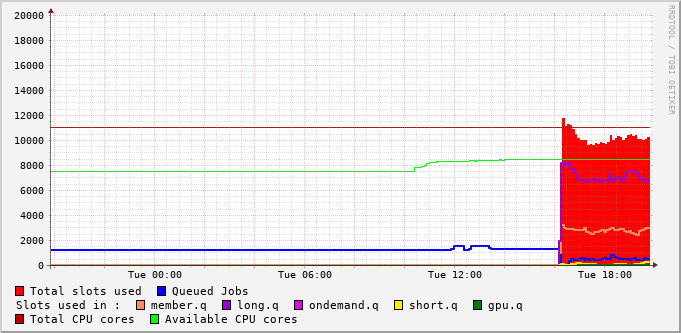 20000
18000
16000
14000
12000
10000
8000
6000
4000
2000
0
Tue 00:00 Tue 06:00 Tue 12:00 Tue 18:00
RRDTOOL / TOBI OETIKER
Total slots used Queued Jobs
Slots used in : member.q long.q ondemand.q short.q gpu.q
Total CPU cores Available CPU cores